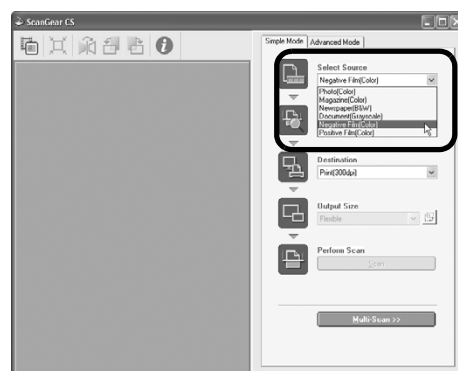 ScanGear CS
Simple Mode Advanced Mode
Select Source
Negative Film(Color)
Photo(Color)
Magazine(Color)
Newspaper(B&W)
Document(Grayscale)
Negative Film(Color)
Positive Film(Color)
Destination
Print(300dpi)
Output Size
Flexible
Perform Scan
Scan
Multi-Scan >>